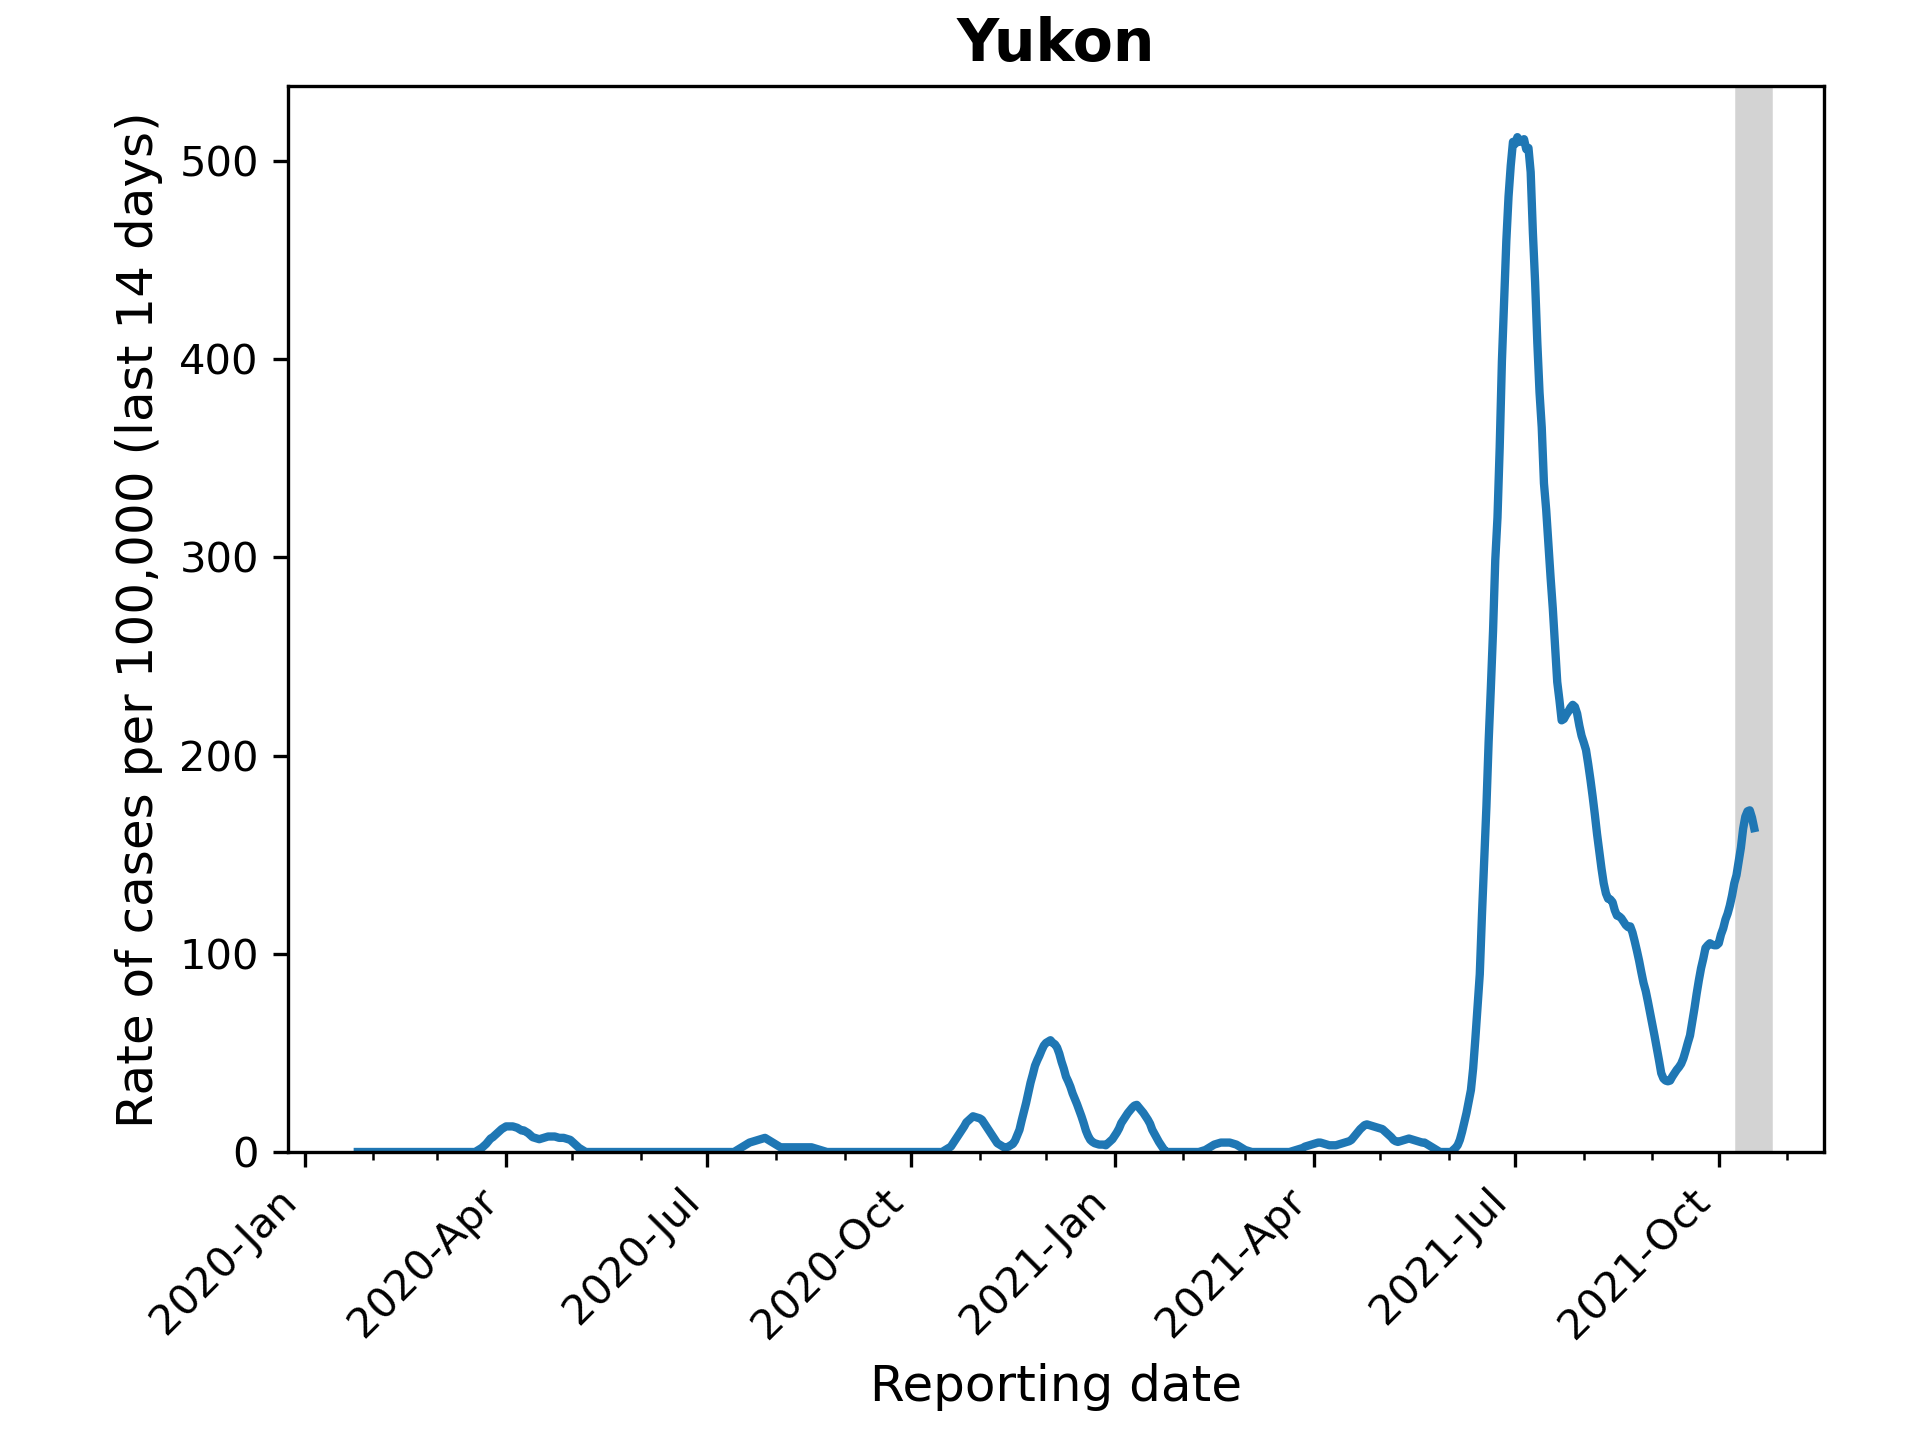 Yukon
Rate of cases per 100,000 (last 14 days)
500
400
300
200
100
0
2020-Jan
2020-Apr
2020-Jul
2020-Oct
2021-Jan
2021-Apr
2021-Jul
2021-Oct
Reporting date